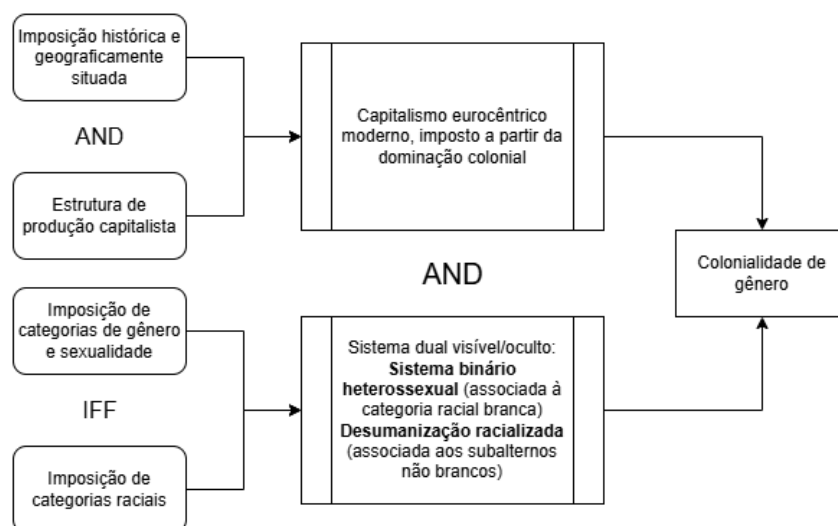 Imposição histórica e
geograficamente
situada
AND
Estrutura de
produção capitalista
Capitalismo eurocêntrico
moderno, imposto a partir da
dominação colonial
AND
Imposição de
categorias de gênero
e sexualidade
IFF
Imposição de
categorias raciais
Sistema dual visível/oculto:
Sistema binário
heterossexual (associada à
categoria racial branca)
Desumanização racializada
(associada aos subalternos
não brancos)
Colonialidade de
gênero